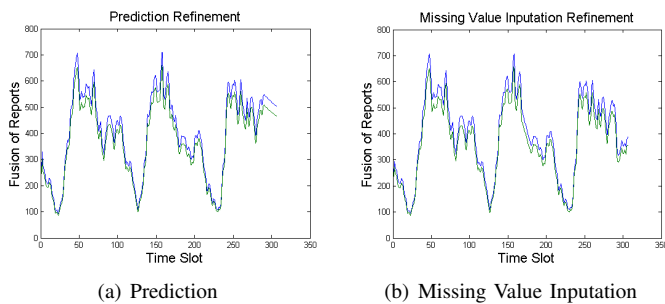 Prediction Refinement
800
700
600
500
400
300
200
100
0
Fusion of Reports
0 50 100 150 200 250 300 350
Time Slot
(a) Prediction
Missing Value Inputation Refinement
800
700
600
500
400
300
200
100
0
Fusion of Reports
0 50 100 150 200 250 300 350
Time Slot
(b) Missing Value Inputation